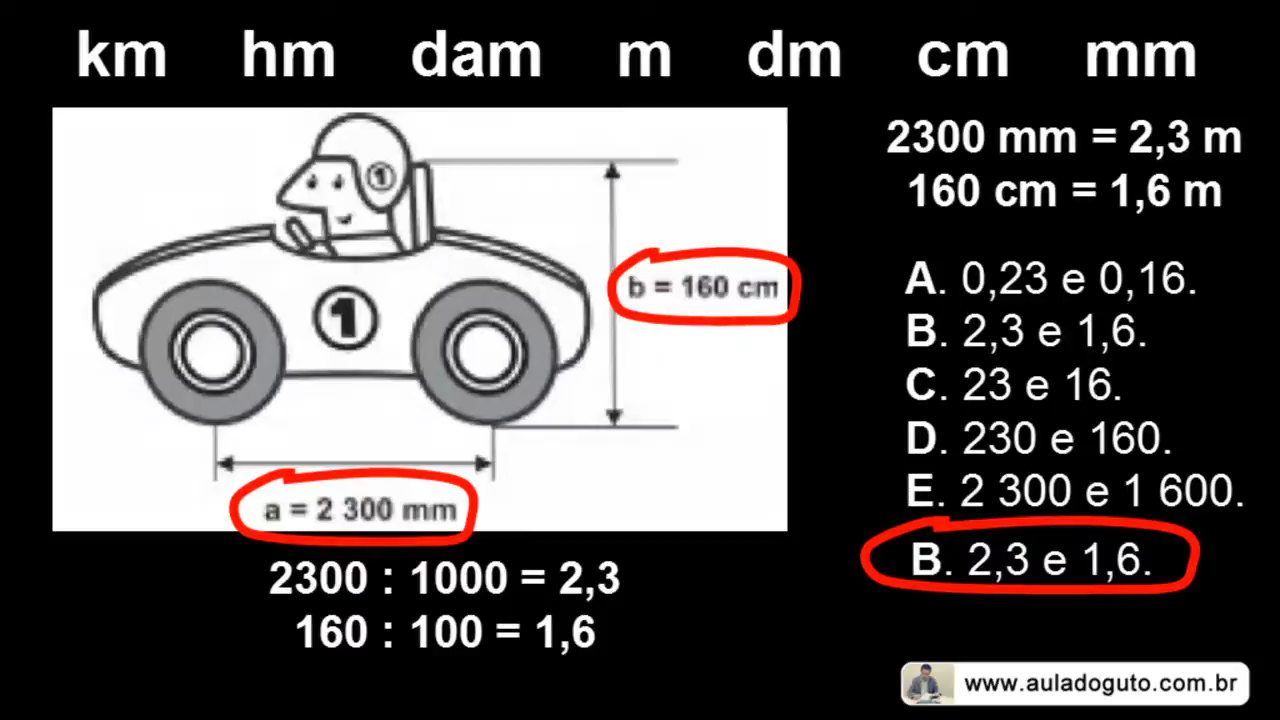 km hm dam m dm cm mm
2300 mm = 2,3 m
160 cm = 1,6 m
1
1
b = 160 cm
a = 2 300 mm
A. 0,23 e 0,16.
B. 2,3 e 1,6.
C. 23 e 16.
D. 230 e 160.
E. 2 300 e 1 600.
B. 2,3 e 1,6.
2300 : 1000 = 2,3
160 : 100 = 1,6
www.auladoguto.com.br